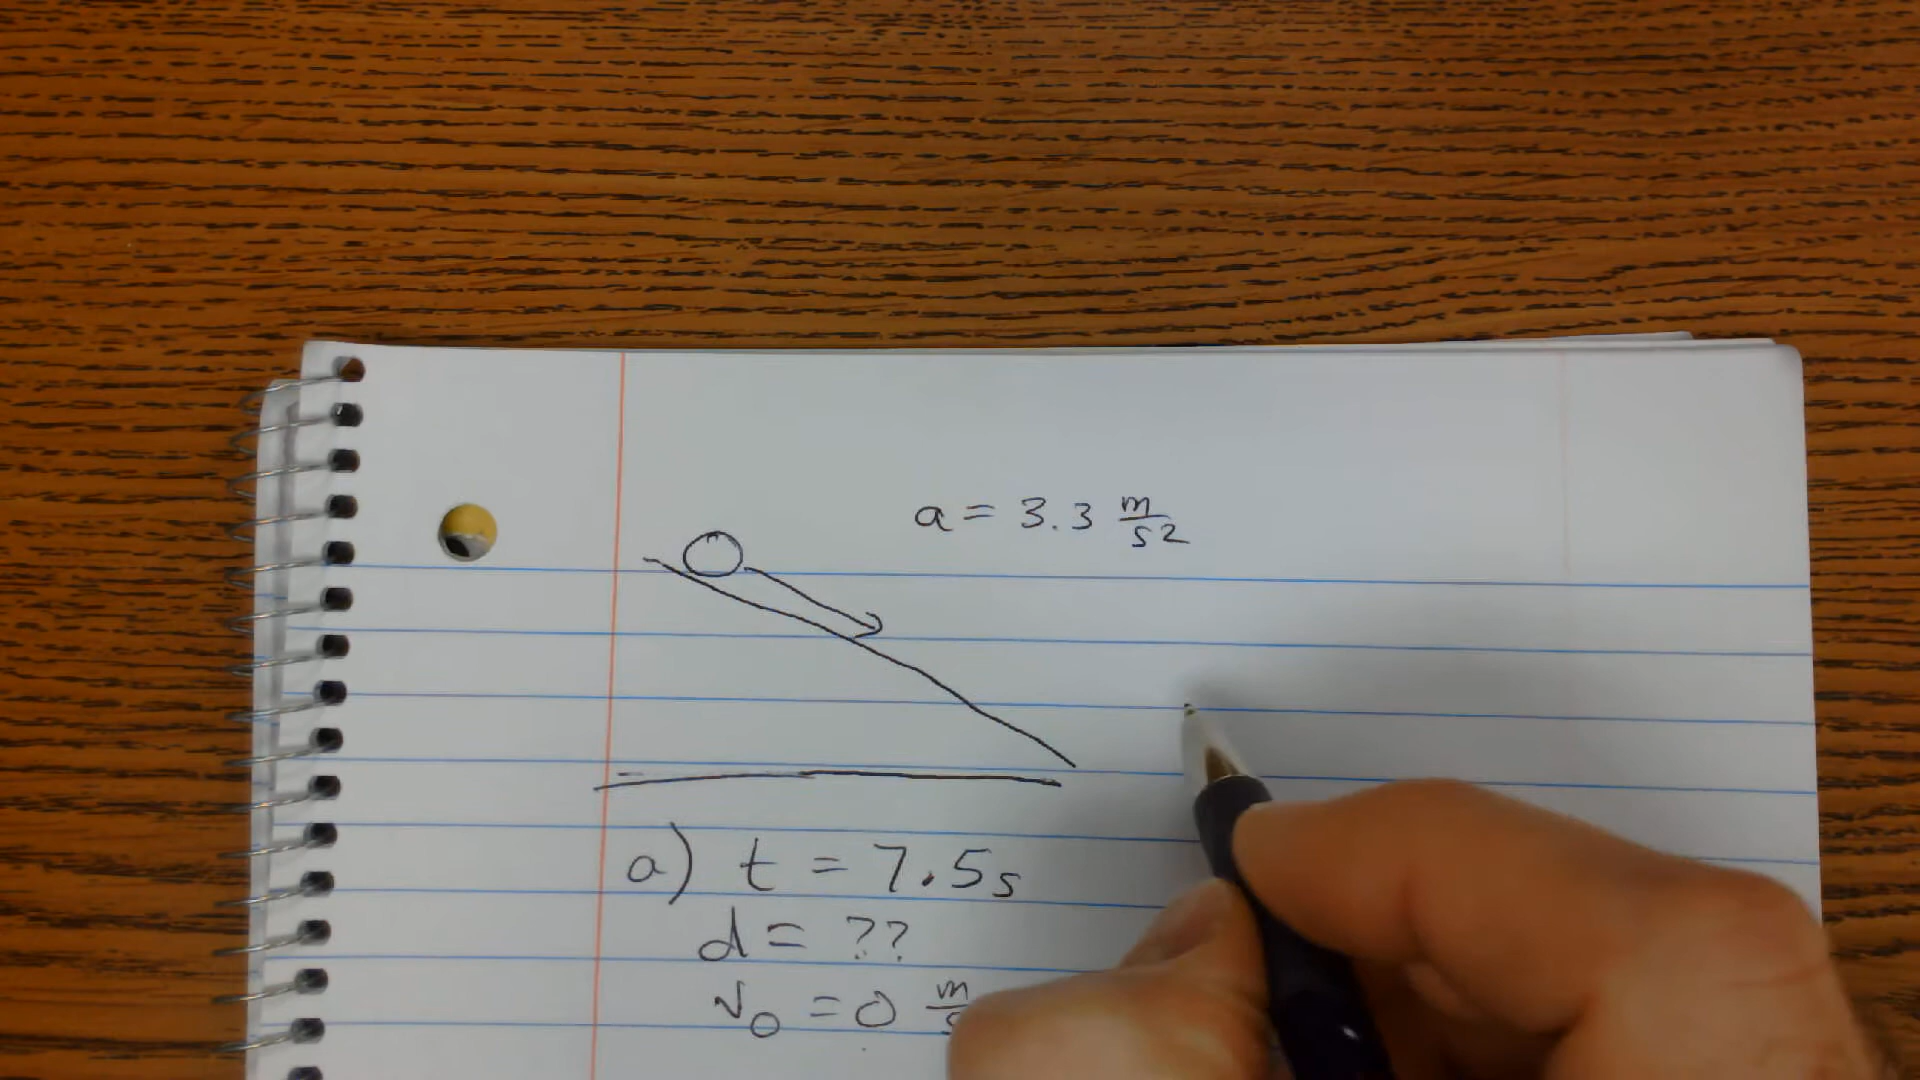 a = 3.3 m/s2
a) t = 7.5s
d = ??
v0 = 0 m/s